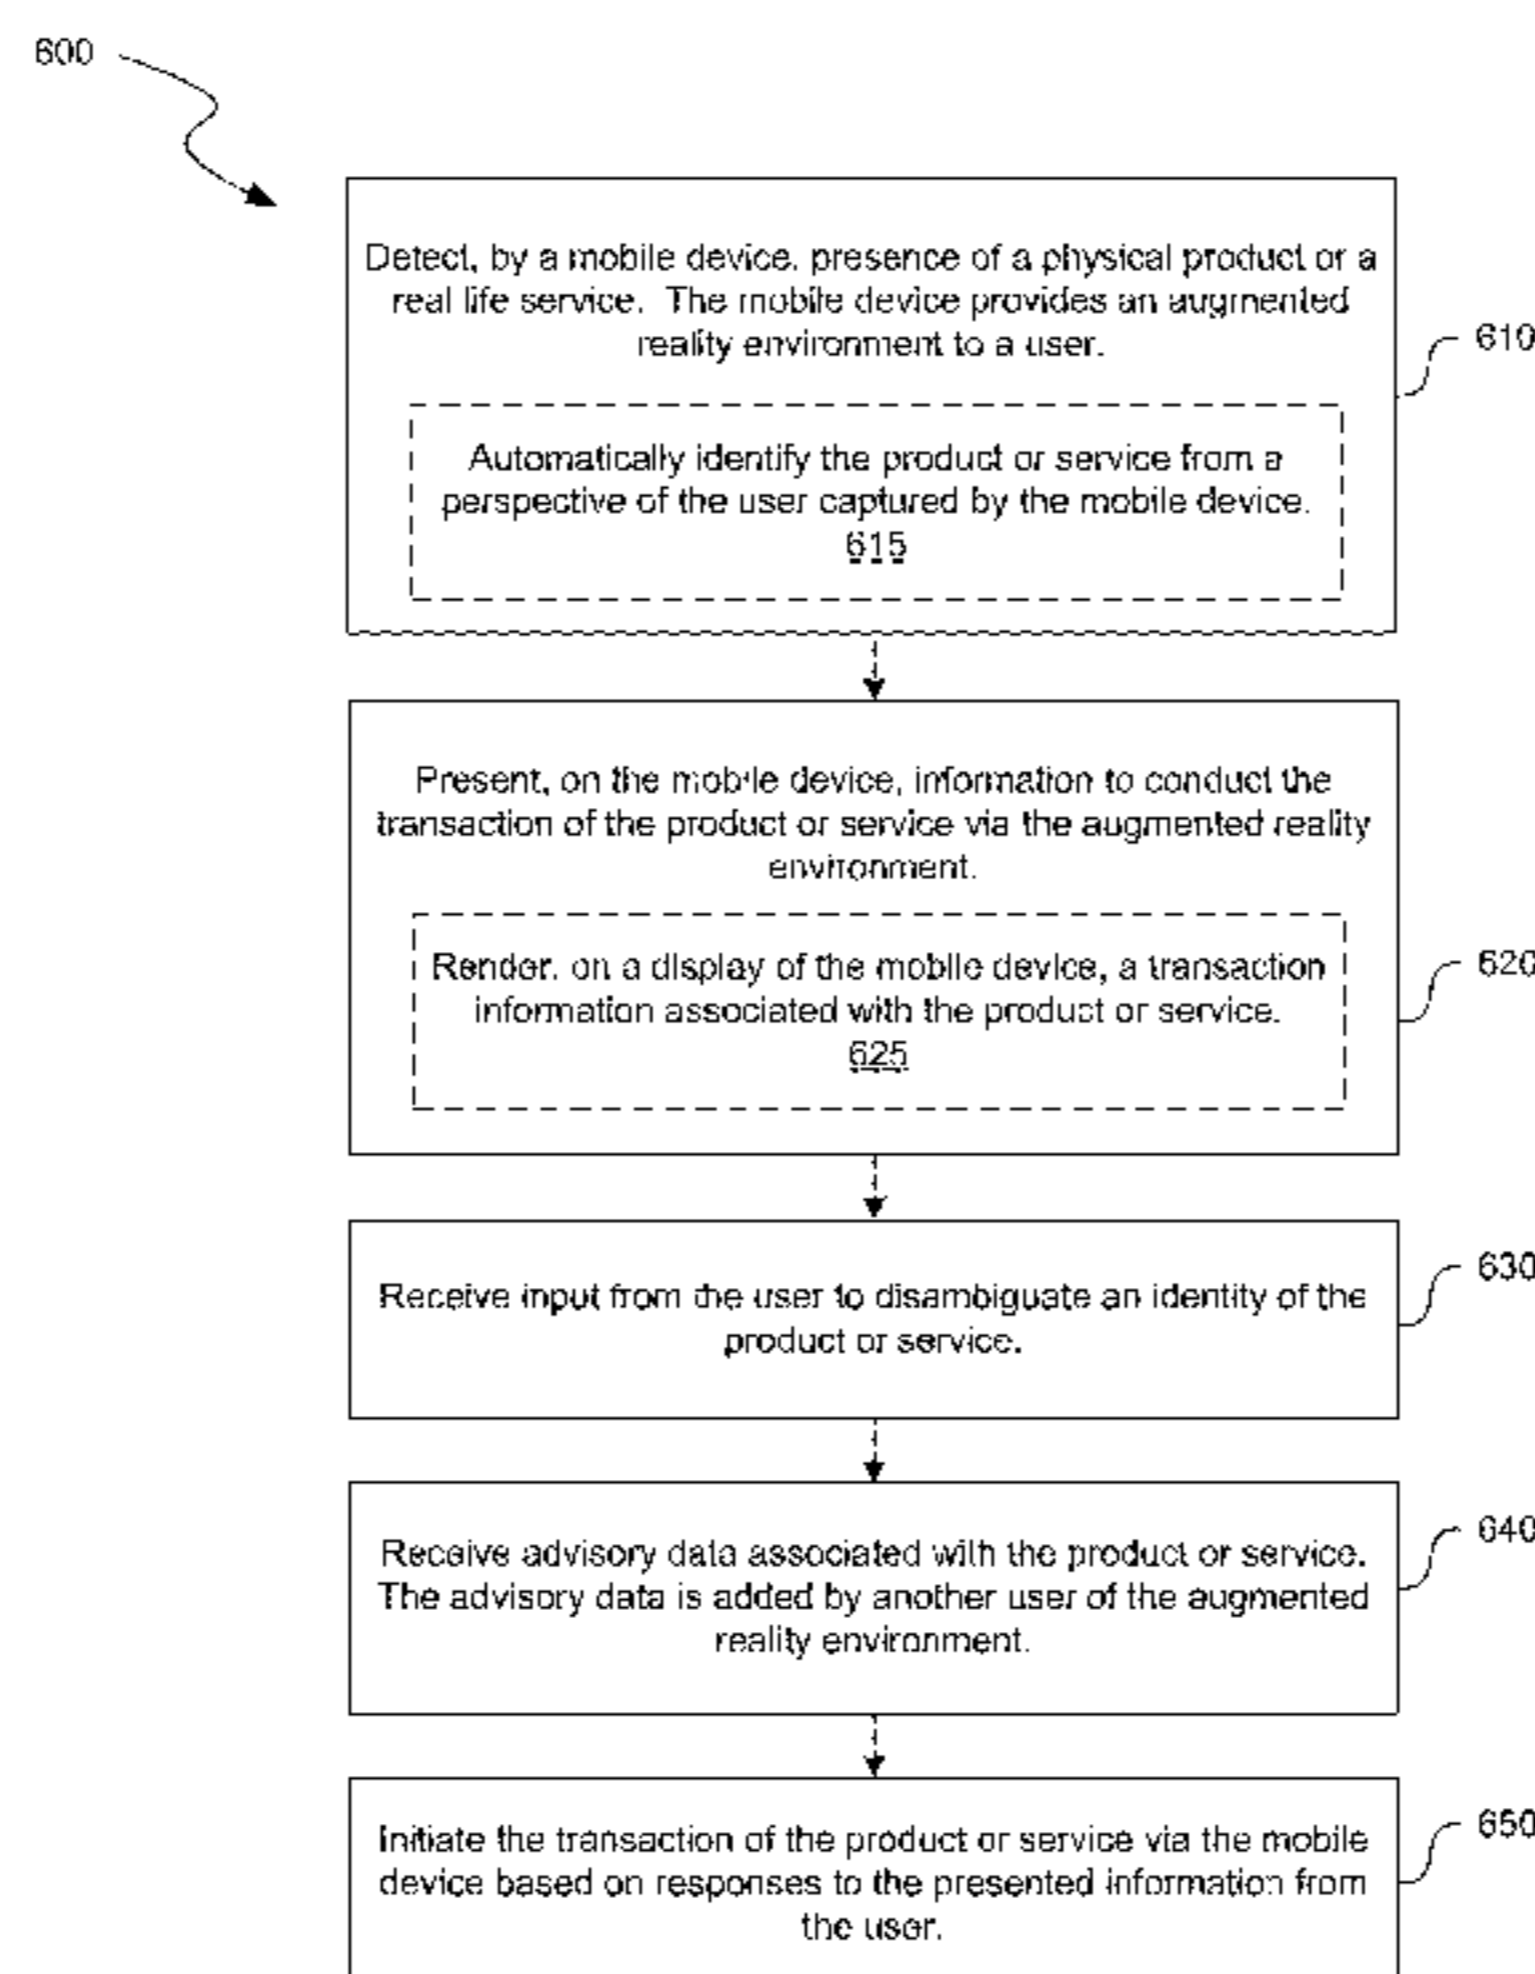 600
Detect, by a mobile device, presence of a physical product or a
real life service. The mobile device provides an augmented
reality environment to a user.
610
Automatically identify the product or service from a
perspective of the user captured by the mobile device.
615
Present, on the mobile device, information to conduct the
transaction of the product or service via the augmented reality
environment.
620
Render, on a display of the mobile device, a transaction
information associated with the product or service.
625
Receive input from the user to disambiguate an identity of the
product or service.
630
Receive advisory data associated with the product or service.
The advisory data is added by another user of the augmented
reality environment.
640
Initiate the transaction of the product or service via the mobile
device based on responses to the presented information from
the user.
650